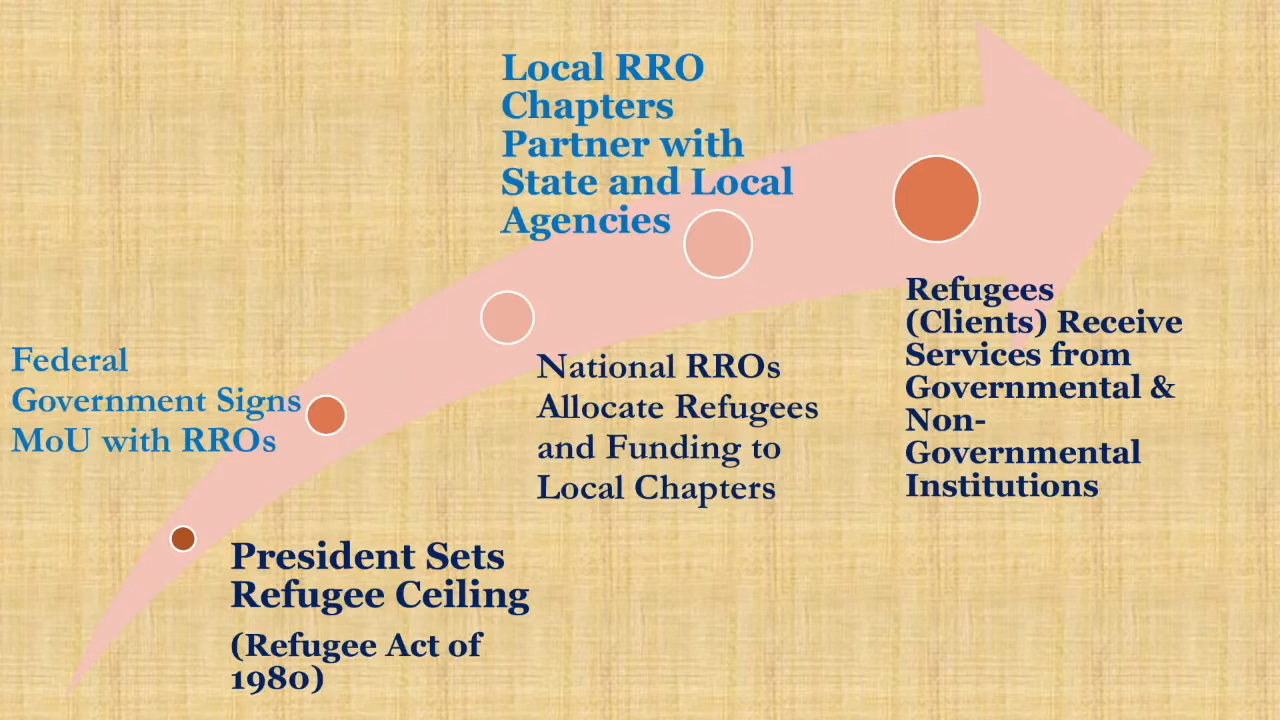 Local RRO
Chapters
Partner with
State and Local
Agencies
Refugees
(Clients) Receive
Services from
Governmental &
Non-
Governmental
Institutions
Federal
Government Signs
MoU with RROs
National RROs
Allocate Refugees
and Funding to
Local Chapters
President Sets
Refugee Ceiling
(Refugee Act of
1980)